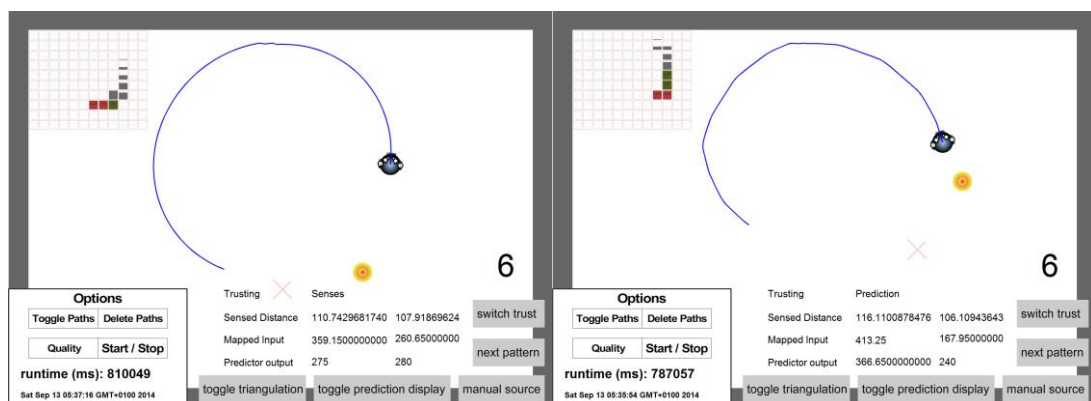 6
Options
Toggle Paths Delete Paths
Quality Start / Stop
runtime (ms): 810049
Sat Sep 13 05:37:16 GMT+0100 2014
Trusting Senses
Sensed Distance 110.7429681740 107.91869624
Mapped Input 359.1500000000 260.65000000
Predictor output 275 280
switch trust
next pattern
toggle triangulation toggle prediction display manual source
6
Options
Toggle Paths Delete Paths
Quality Start / Stop
runtime (ms): 787057
Sat Sep 13 05:35:54 GMT+0100 2014
Trusting Prediction
Sensed Distance 116.1100878476 106.10943643
Mapped Input 413.25 167.95000000
Predictor output 366.650000000 240
switch trust
next pattern
toggle triangulation toggle prediction display manual source